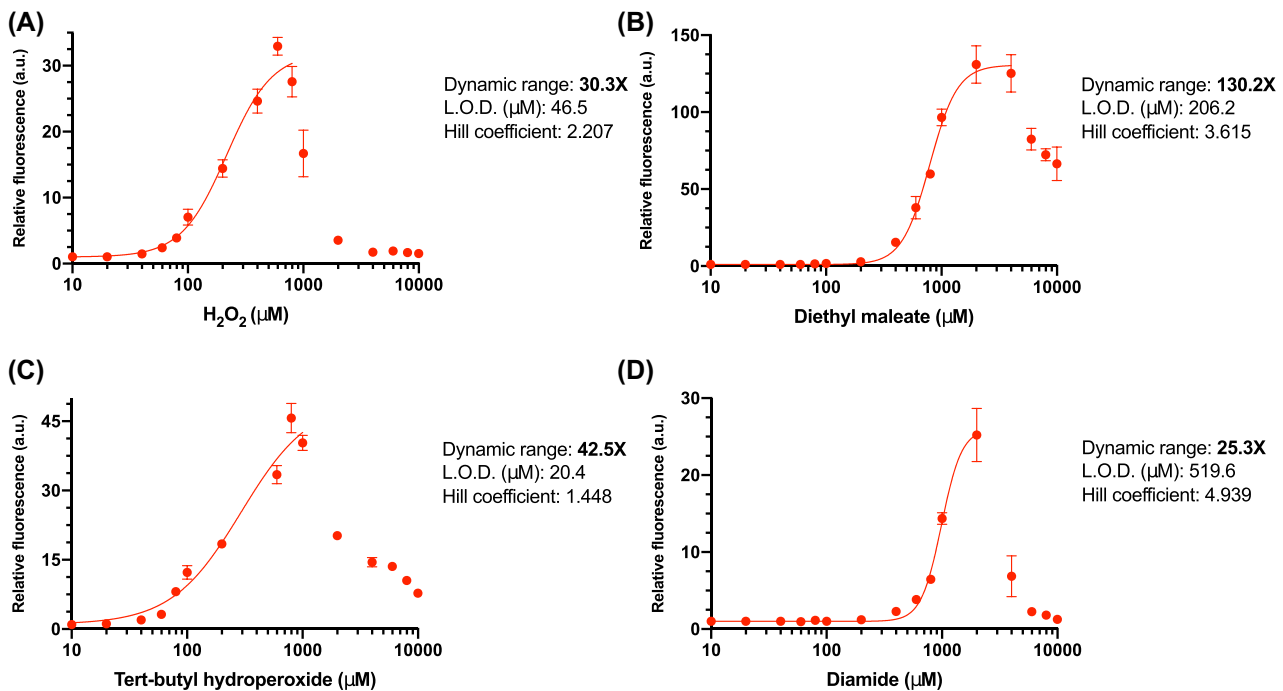 (A)
Relative fluorescence (a.u.)
30
20
10
0
10
100
1000
10000
H₂O₂ (μM)
Dynamic range: 30.3X
L.O.D. (μM): 46.5
Hill coefficient: 2.207
(B)
Relative fluorescence (a.u.)
150
100
50
0
10
100
1000
10000
Diethyl maleate (μM)
Dynamic range: 130.2X
L.O.D. (μM): 206.2
Hill coefficient: 3.615
(C)
Relative fluorescence (a.u.)
45
30
15
0
10
100
1000
10000
Tert-butyl hydroperoxide (μM)
Dynamic range: 42.5X
L.O.D. (μM): 20.4
Hill coefficient: 1.448
(D)
Relative fluorescence (a.u.)
30
20
10
0
10
100
1000
10000
Diamide (μM)
Dynamic range: 25.3X
L.O.D. (μM): 519.6
Hill coefficient: 4.939